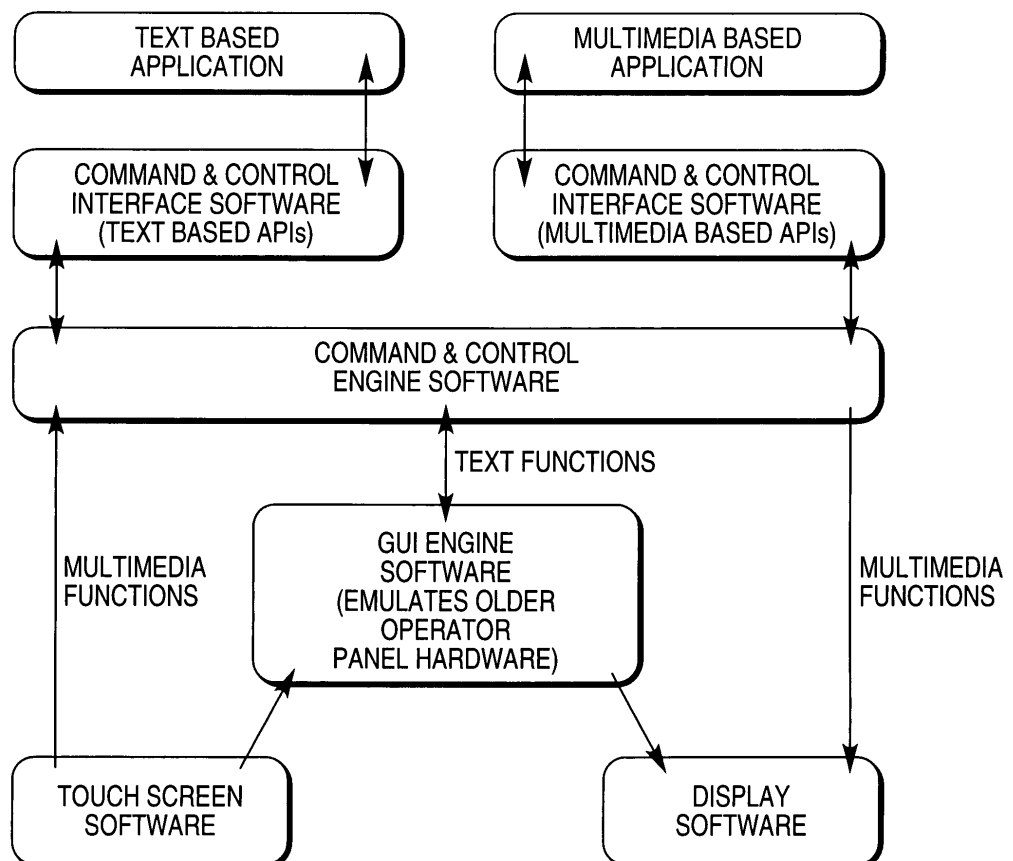 TEXT BASED
APPLICATION
MULTIMEDIA BASED
APPLICATION
COMMAND & CONTROL
INTERFACE SOFTWARE
(TEXT BASED APIs)
COMMAND & CONTROL
INTERFACE SOFTWARE
(MULTIMEDIA BASED APIs)
COMMAND & CONTROL
ENGINE SOFTWARE
TEXT FUNCTIONS
MULTIMEDIA
FUNCTIONS
GUI ENGINE
SOFTWARE
(EMULATES OLDER
OPERATOR
PANEL HARDWARE)
MULTIMEDIA
FUNCTIONS
TOUCH SCREEN
SOFTWARE
DISPLAY
SOFTWARE